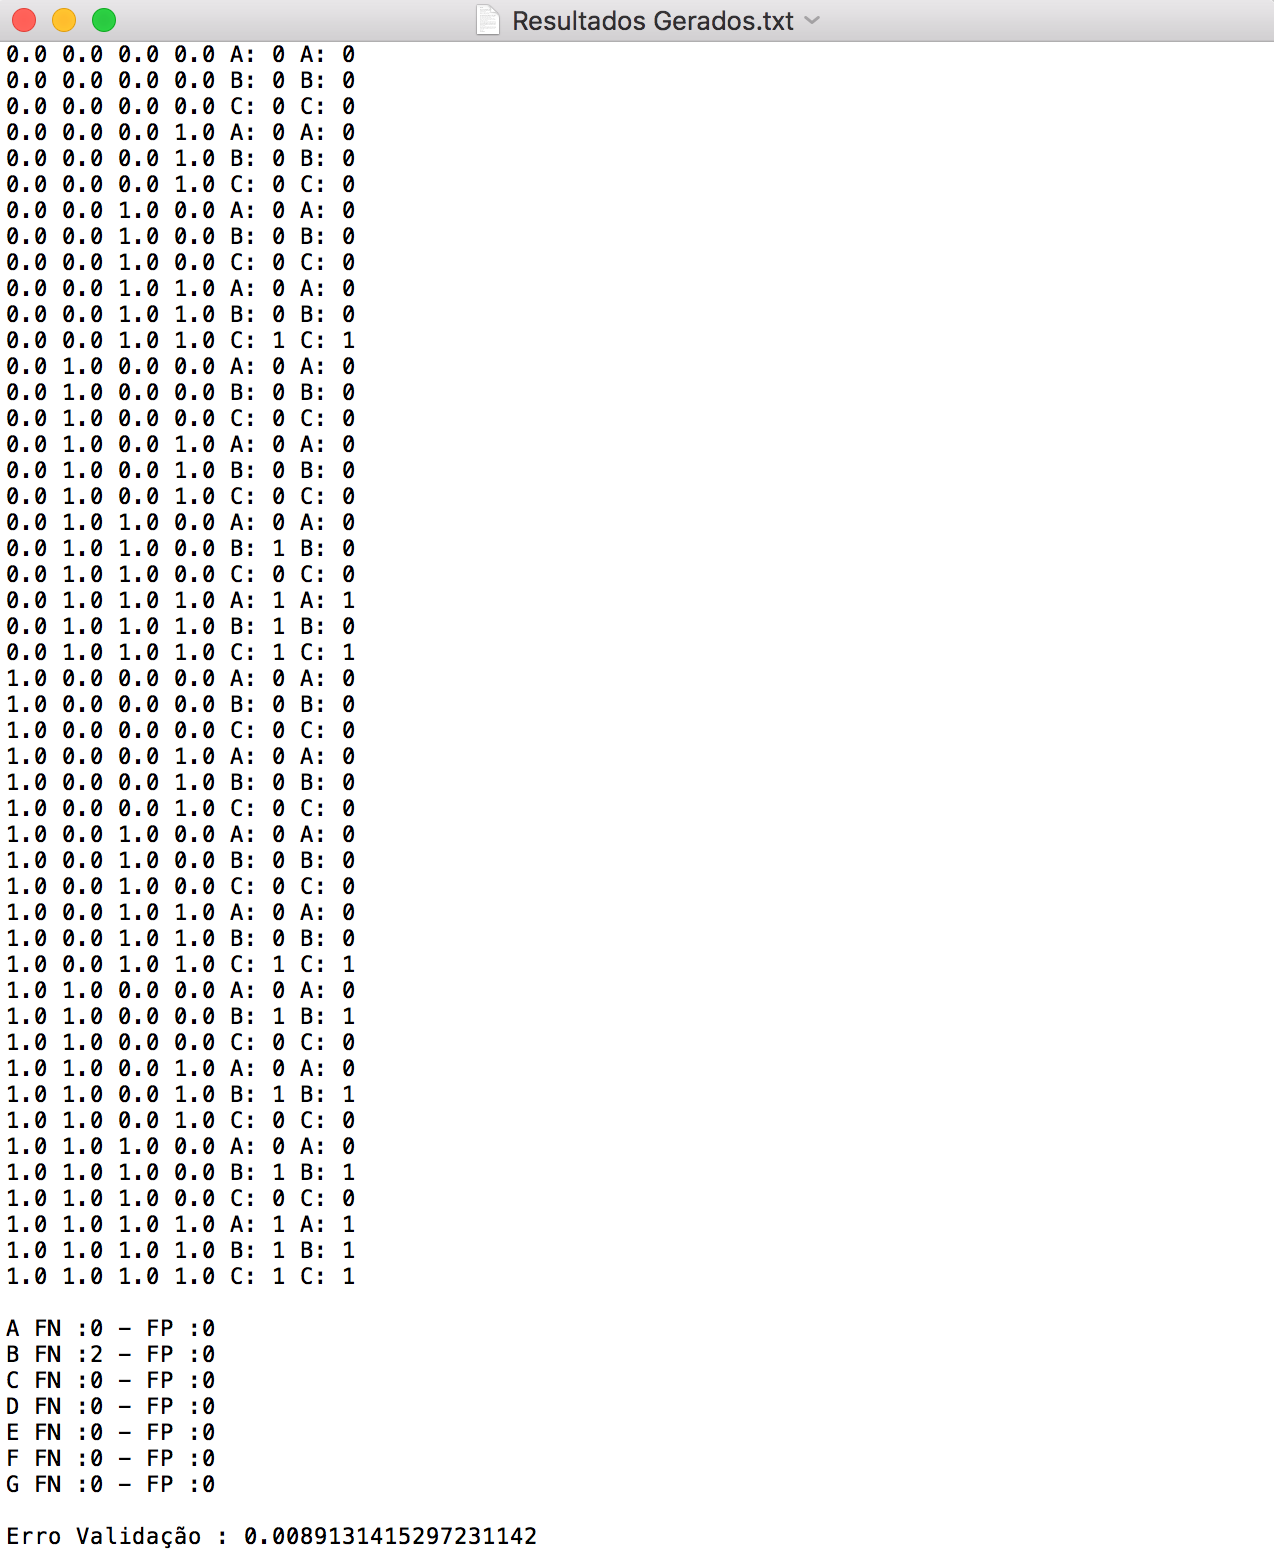 Resultados Gerados.txt
0.0 0.0 0.0 0.0 A: 0 A: 0
0.0 0.0 0.0 0.0 B: 0 B: 0
0.0 0.0 0.0 0.0 C: 0 C: 0
0.0 0.0 0.0 1.0 A: 0 A: 0
0.0 0.0 0.0 1.0 B: 0 B: 0
0.0 0.0 0.0 1.0 C: 0 C: 0
0.0 0.0 1.0 0.0 A: 0 A: 0
0.0 0.0 1.0 0.0 B: 0 B: 0
0.0 0.0 1.0 0.0 C: 0 C: 0
0.0 0.0 1.0 1.0 A: 0 A: 0
0.0 0.0 1.0 1.0 B: 0 B: 0
0.0 0.0 1.0 1.0 C: 1 C: 1
0.0 1.0 0.0 0.0 A: 0 A: 0
0.0 1.0 0.0 0.0 B: 0 B: 0
0.0 1.0 0.0 0.0 C: 0 C: 0
0.0 1.0 0.0 1.0 A: 0 A: 0
0.0 1.0 0.0 1.0 B: 0 B: 0
0.0 1.0 0.0 1.0 C: 0 C: 0
0.0 1.0 1.0 0.0 A: 0 A: 0
0.0 1.0 1.0 0.0 B: 1 B: 0
0.0 1.0 1.0 0.0 C: 0 C: 0
0.0 1.0 1.0 1.0 A: 1 A: 1
0.0 1.0 1.0 1.0 B: 1 B: 0
0.0 1.0 1.0 1.0 C: 1 C: 1
1.0 0.0 0.0 0.0 A: 0 A: 0
1.0 0.0 0.0 0.0 B: 0 B: 0
1.0 0.0 0.0 0.0 C: 0 C: 0
1.0 0.0 0.0 1.0 A: 0 A: 0
1.0 0.0 0.0 1.0 B: 0 B: 0
1.0 0.0 0.0 1.0 C: 0 C: 0
1.0 0.0 1.0 0.0 A: 0 A: 0
1.0 0.0 1.0 0.0 B: 0 B: 0
1.0 0.0 1.0 0.0 C: 0 C: 0
1.0 0.0 1.0 1.0 A: 0 A: 0
1.0 0.0 1.0 1.0 B: 0 B: 0
1.0 0.0 1.0 1.0 C: 1 C: 1
1.0 1.0 0.0 0.0 A: 0 A: 0
1.0 1.0 0.0 0.0 B: 1 B: 1
1.0 1.0 0.0 0.0 C: 0 C: 0
1.0 1.0 0.0 1.0 A: 0 A: 0
1.0 1.0 0.0 1.0 B: 1 B: 1
1.0 1.0 0.0 1.0 C: 0 C: 0
1.0 1.0 1.0 0.0 A: 0 A: 0
1.0 1.0 1.0 0.0 B: 1 B: 1
1.0 1.0 1.0 0.0 C: 0 C: 0
1.0 1.0 1.0 1.0 A: 1 A: 1
1.0 1.0 1.0 1.0 B: 1 B: 1
1.0 1.0 1.0 1.0 C: 1 C: 1
A FN :0 - FP :0
B FN :2 - FP :0
C FN :0 - FP :0
D FN :0 - FP :0
E FN :0 - FP :0
F FN :0 - FP :0
G FN :0 - FP :0
Erro Validação : 0.0089131415297231142